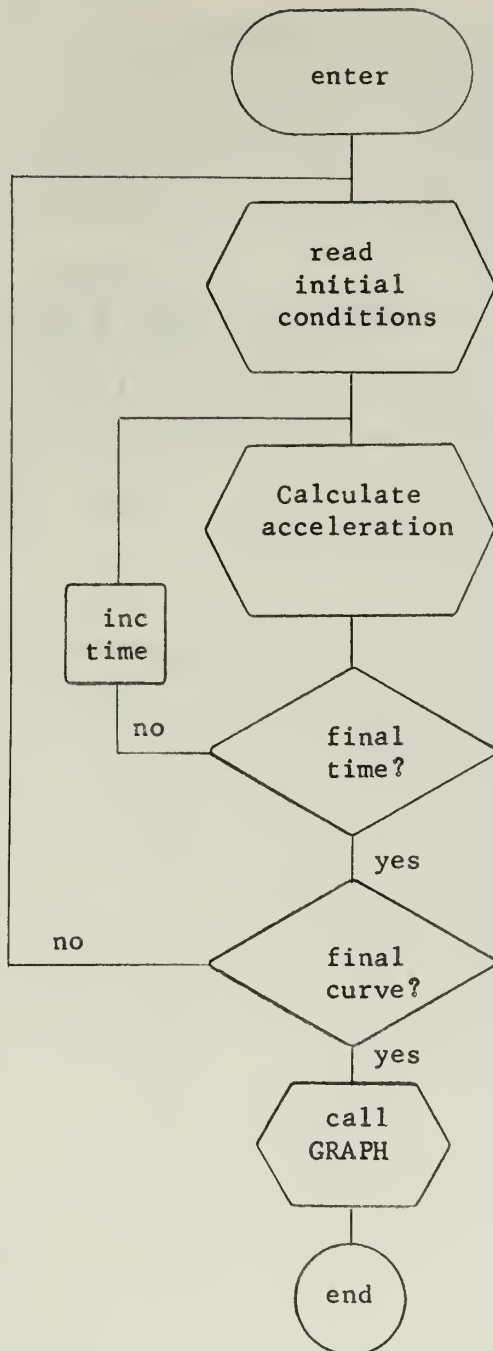 enter
read
initial
conditions
Calculate
acceleration
inc
time
no
final
time?
yes
no
final
curve?
yes
call
GRAPH
end